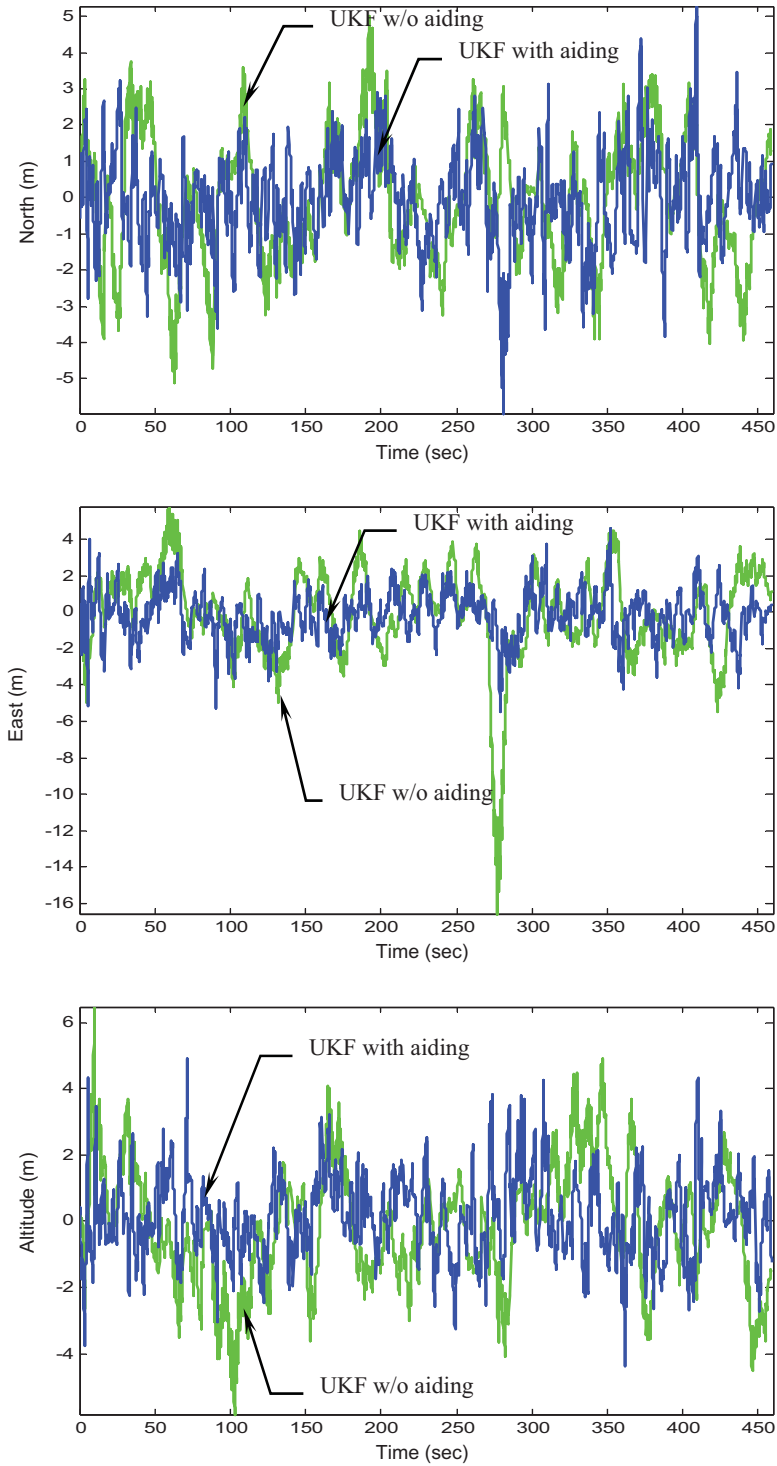 5
UKF w/o aiding
4
UKF with aiding
3
2
1
0
-1
-2
-3
-4
-5
North (m)
0 50 100 150 200 250 300 350 400 450
Time (sec)
4
UKF with aiding
2
0
-2
-4
-6
-8
-10
UKF w/o aiding
-12
-14
-16
East (m)
0 50 100 150 200 250 300 350 400 450
Time (sec)
6
UKF with aiding
4
2
0
-2
-4
UKF w/o aiding
Altitude (m)
0 50 100 150 200 250 300 350 400 450
Time (sec)